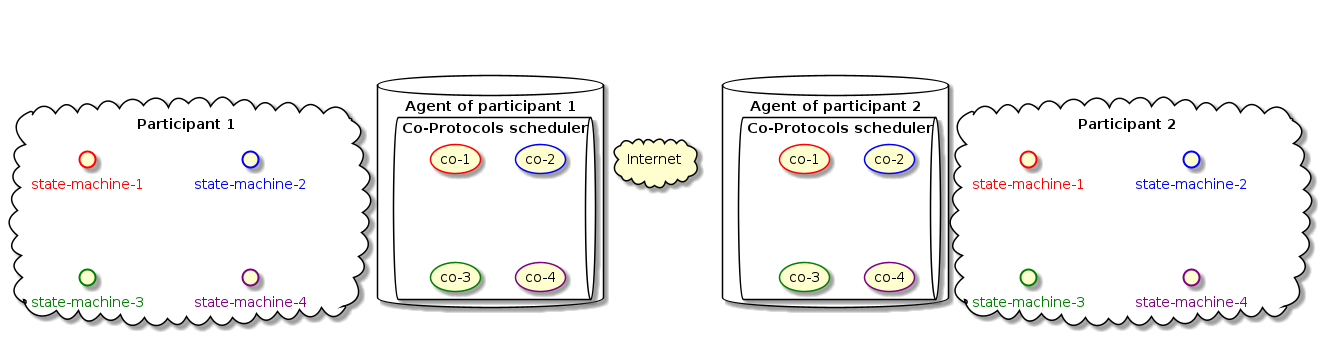 Participant 1
state-machine-1
state-machine-2
state-machine-3
state-machine-4
Agent of participant 1
Co-Protocols scheduler
co-1
co-2
co-3
co-4
Internet
Agent of participant 2
Co-Protocols scheduler
co-1
co-2
co-3
co-4
Participant 2
state-machine-1
state-machine-2
state-machine-3
state-machine-4